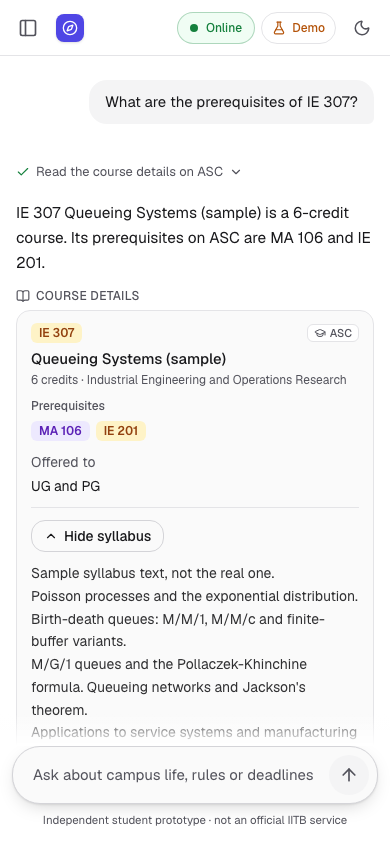 Online
Demo
What are the prerequisites of IE 307?
Read the course details on ASC
IE 307 Queueing Systems (sample) is a 6-credit
course. Its prerequisites on ASC are MA 106 and IE
201.
COURSE DETAILS
IE 307
ASC
Queueing Systems (sample)
6 credits · Industrial Engineering and Operations Research
Prerequisites
MA 106 IE 201
Offered to
UG and PG
Hide syllabus
Sample syllabus text, not the real one.
Poisson processes and the exponential distribution.
Birth-death queues: M/M/1, M/M/c and finite-
buffer variants.
M/G/1 queues and the Pollaczek-Khinchine
formula. Queueing networks and Jackson's
theorem.
Applications to service systems and manufacturing
Ask about campus life, rules or deadlines
Independent student prototype · not an official IITB service